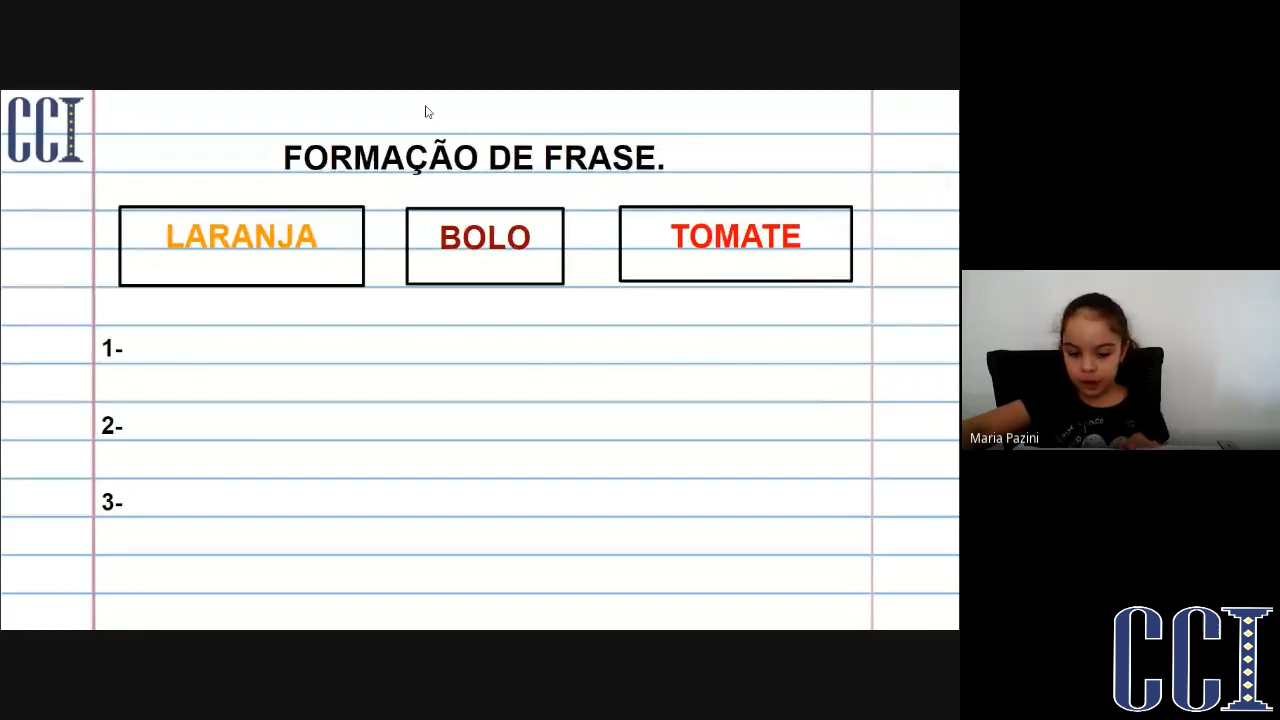 CCI
FORMAÇÃO DE FRASE.
LARANJA BOLO TOMATE
1-
2-
3-
Maria Pazini
CCI